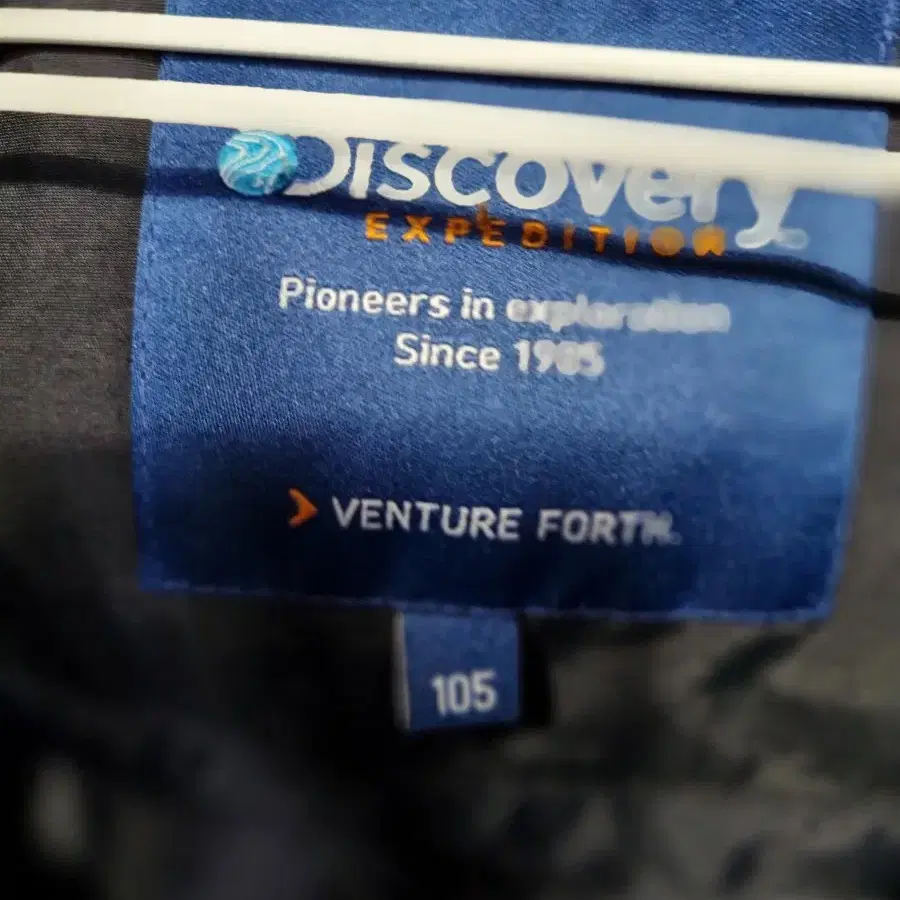 DISCOVERY
EXPEDITION
Pioneers in exploration
Since 1985
VENTURE FORTH.
105